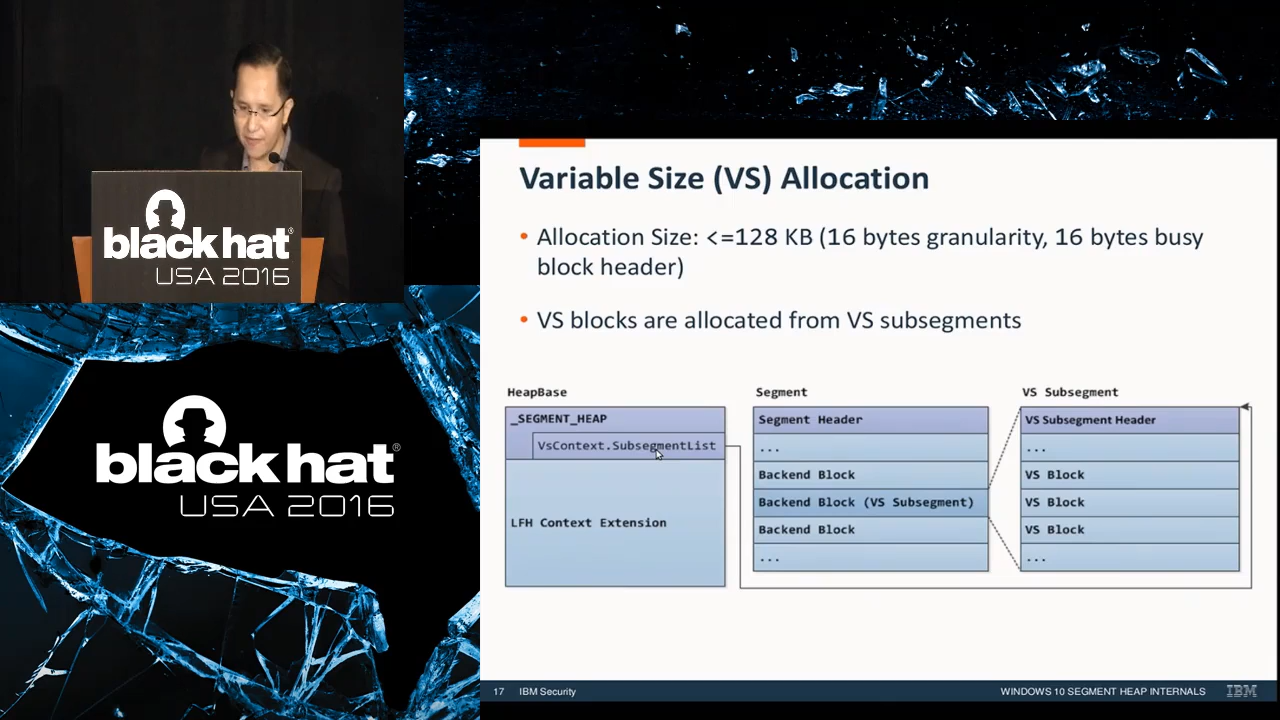 black hat
®
USA 2016
black hat
®
USA 2016
Variable Size (VS) Allocation
• Allocation Size: <=128 KB (16 bytes granularity, 16 bytes busy
block header)
• VS blocks are allocated from VS subsegments
HeapBase
_SEGMENT_HEAP
VsContext.SubsegmentList
LFH Context Extension
Segment
Segment Header
...
Backend Block
Backend Block (VS Subsegment)
Backend Block
...
VS Subsegment
VS Subsegment Header
...
VS Block
VS Block
VS Block
...
17 IBM Security
WINDOWS 10 SEGMENT HEAP INTERNALS
IBM